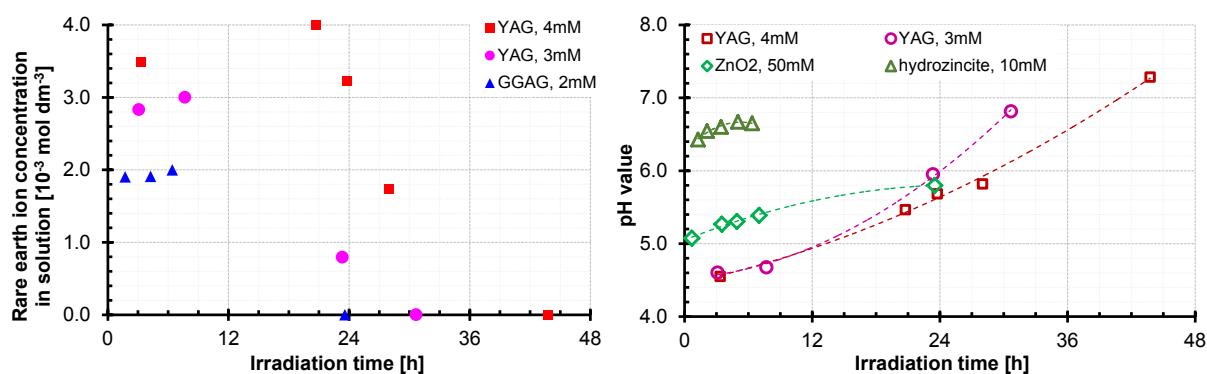 4.0
3.0
2.0
1.0
0.0
Rare earth ion concentration
in solution [10⁻³ mol dm⁻³]
YAG, 4mM
YAG, 3mM
GGAG, 2mM
0
12
24
36
48
Irradiation time [h]
8.0
7.0
6.0
5.0
4.0
pH value
YAG, 4mM
YAG, 3mM
ZnO2, 50mM
hydrozincite, 10mM
0
12
24
36
48
Irradiation time [h]